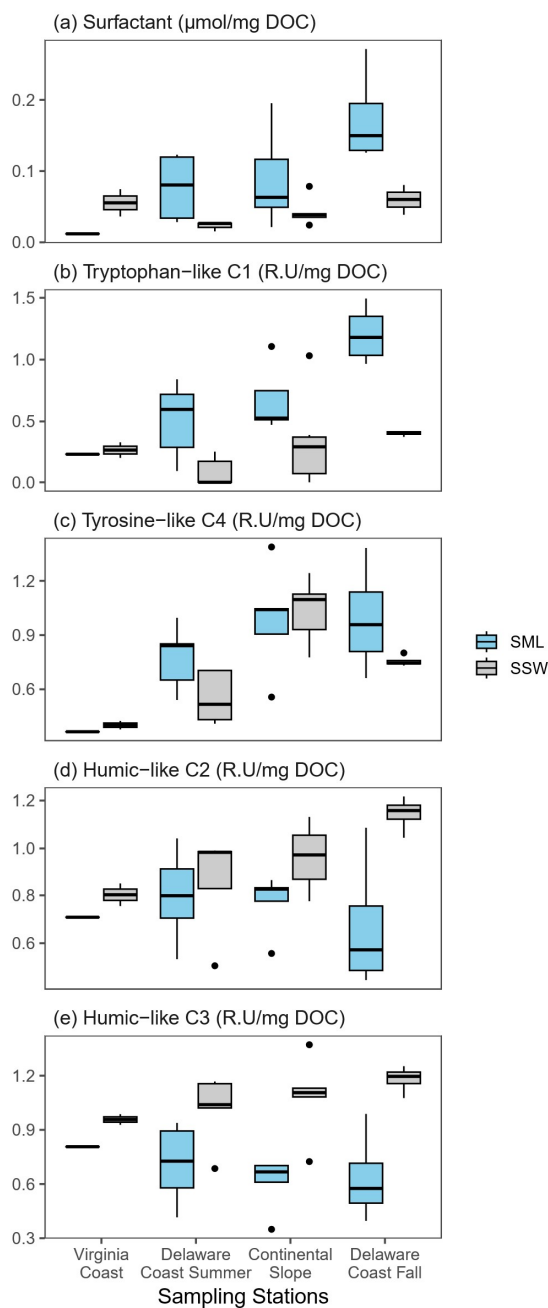 (a) Surfactant (µmol/mg DOC)
0.2
0.1
0.0
(b) Tryptophan−like C1 (R.U/mg DOC)
1.5
1.0
0.5
0.0
(c) Tyrosine−like C4 (R.U/mg DOC)
1.2
0.9
0.6
SML
SSW
(d) Humic−like C2 (R.U/mg DOC)
1.2
1.0
0.8
0.6
(e) Humic−like C3 (R.U/mg DOC)
1.2
0.9
0.6
0.3
Virginia Delaware Continental Delaware
Coast Coast Summer Slope Coast Fall
Sampling Stations